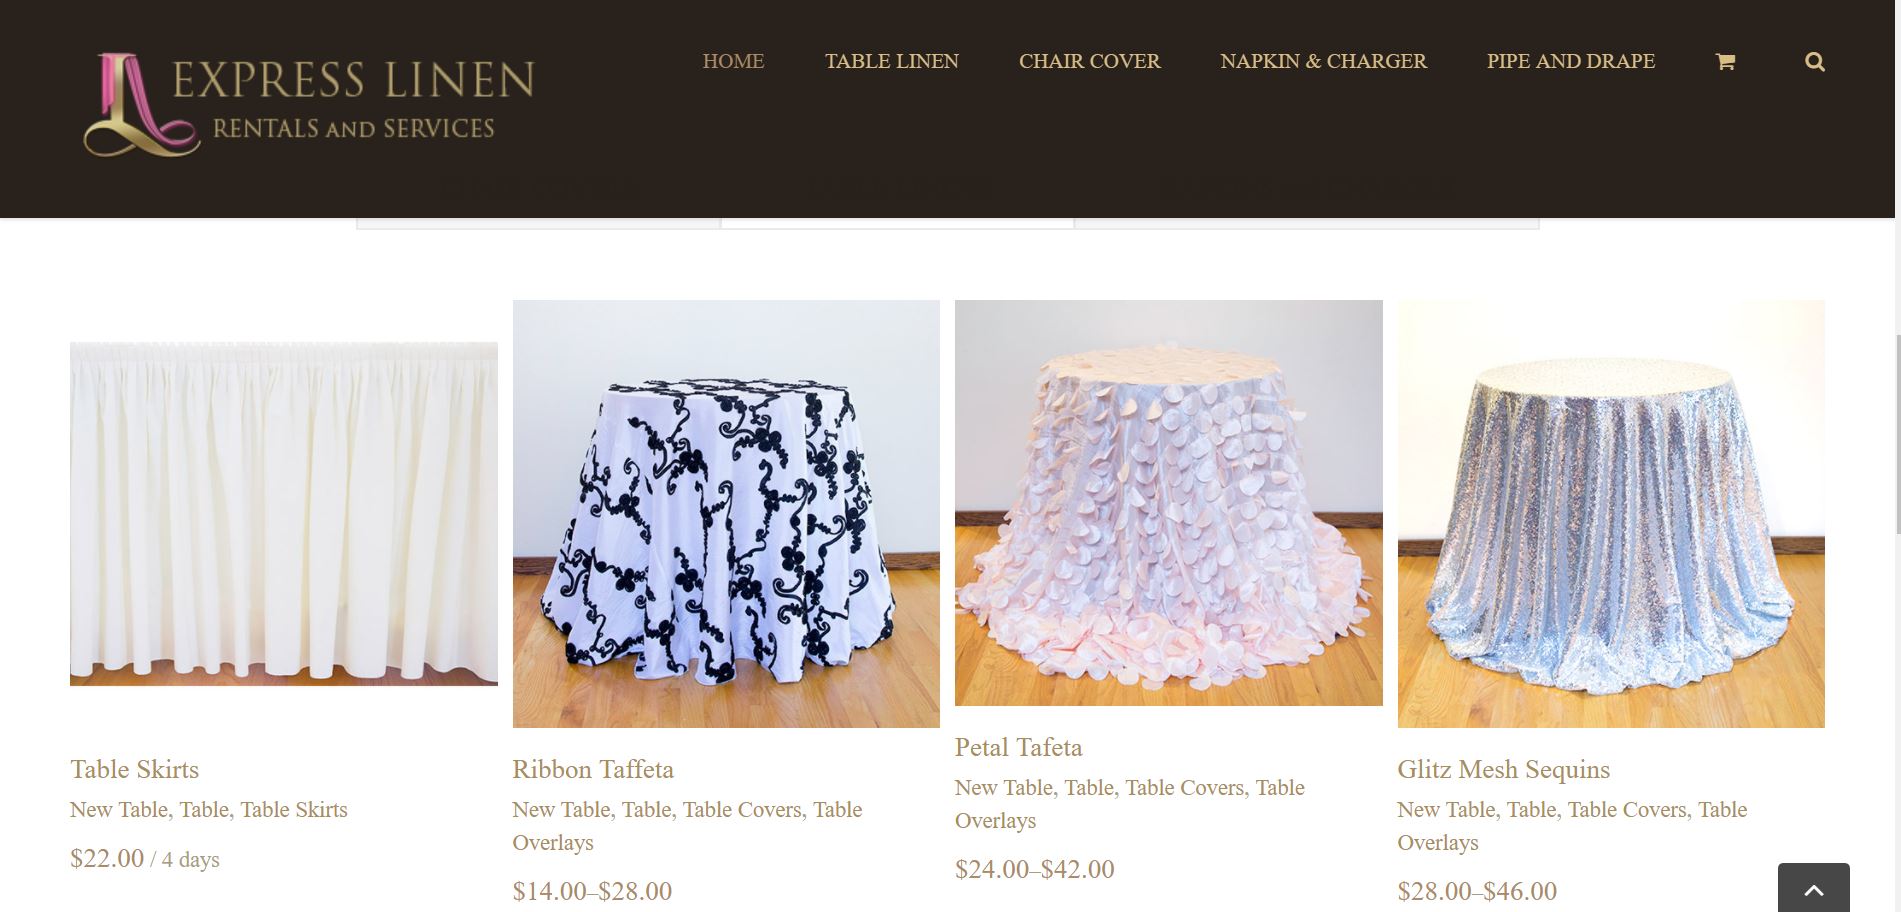 EXPRESS LINEN
RENTALS AND SERVICES
HOME
TABLE LINEN
CHAIR COVER
NAPKIN & CHARGER
PIPE AND DRAPE
Table Skirts
New Table, Table, Table Skirts
$22.00 / 4 days
Ribbon Taffeta
New Table, Table, Table Covers, Table
Overlays
$14.00–$28.00
Petal Tafeta
New Table, Table, Table Covers, Table
Overlays
$24.00–$42.00
Glitz Mesh Sequins
New Table, Table, Table Covers, Table
Overlays
$28.00–$46.00